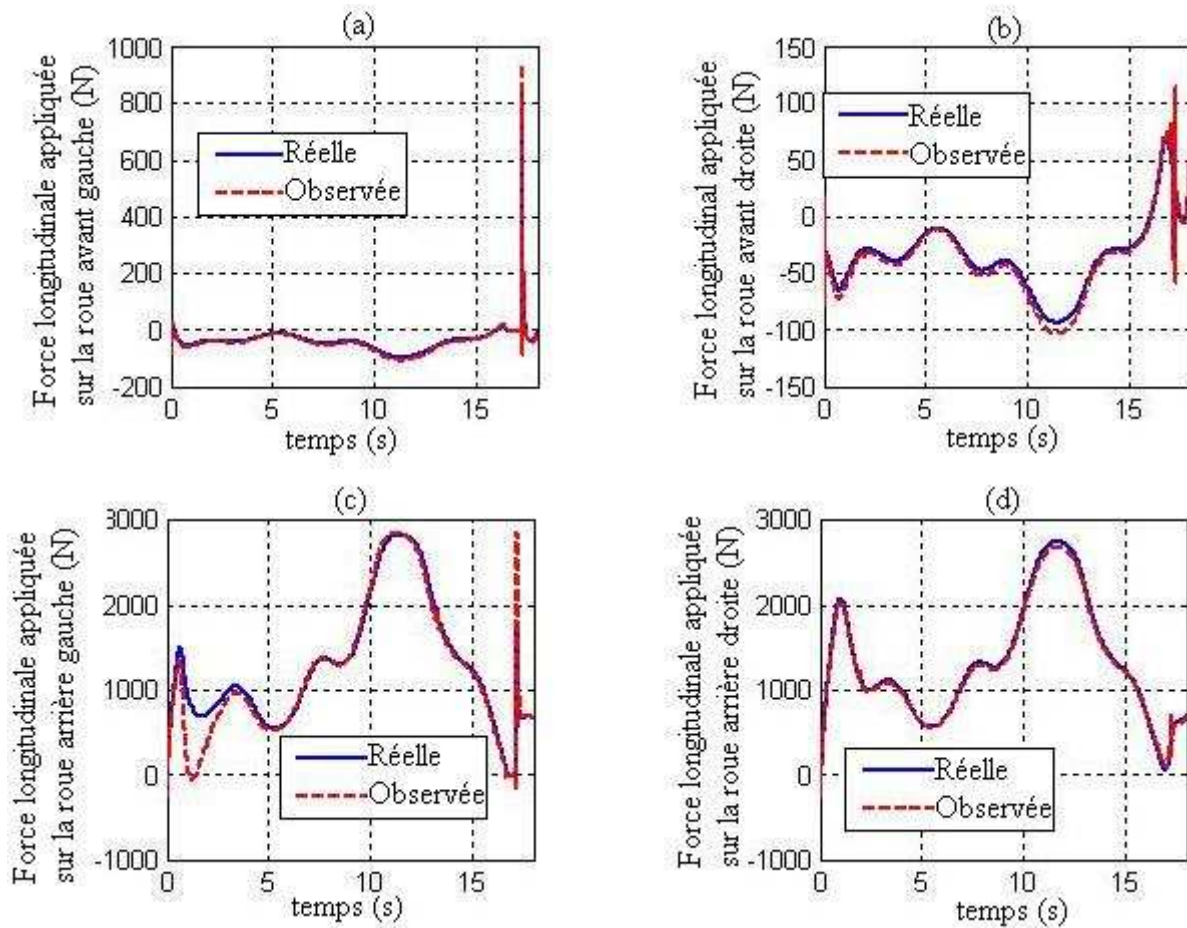 (a)
Force longitudinale appliquée
sur la roue avant gauche (N)
1000
800
600
400
200
0
-200
Réelle
Observée
0
5
10
15
temps (s)
(b)
Force longitudinal appliquée
sur la roue avant droite (N)
150
100
50
0
-50
-100
-150
Réelle
Observée
0
5
10
15
temps (s)
(c)
Force longitudinale appliquée
sur la roue arrière gauche (N)
3000
2000
1000
0
-1000
Réelle
Observée
0
5
10
15
temps (s)
(d)
Force longitudinale appliquée
sur la roue arrière droite (N)
3000
2000
1000
0
-1000
Réelle
Observée
0
5
10
15
temps (s)